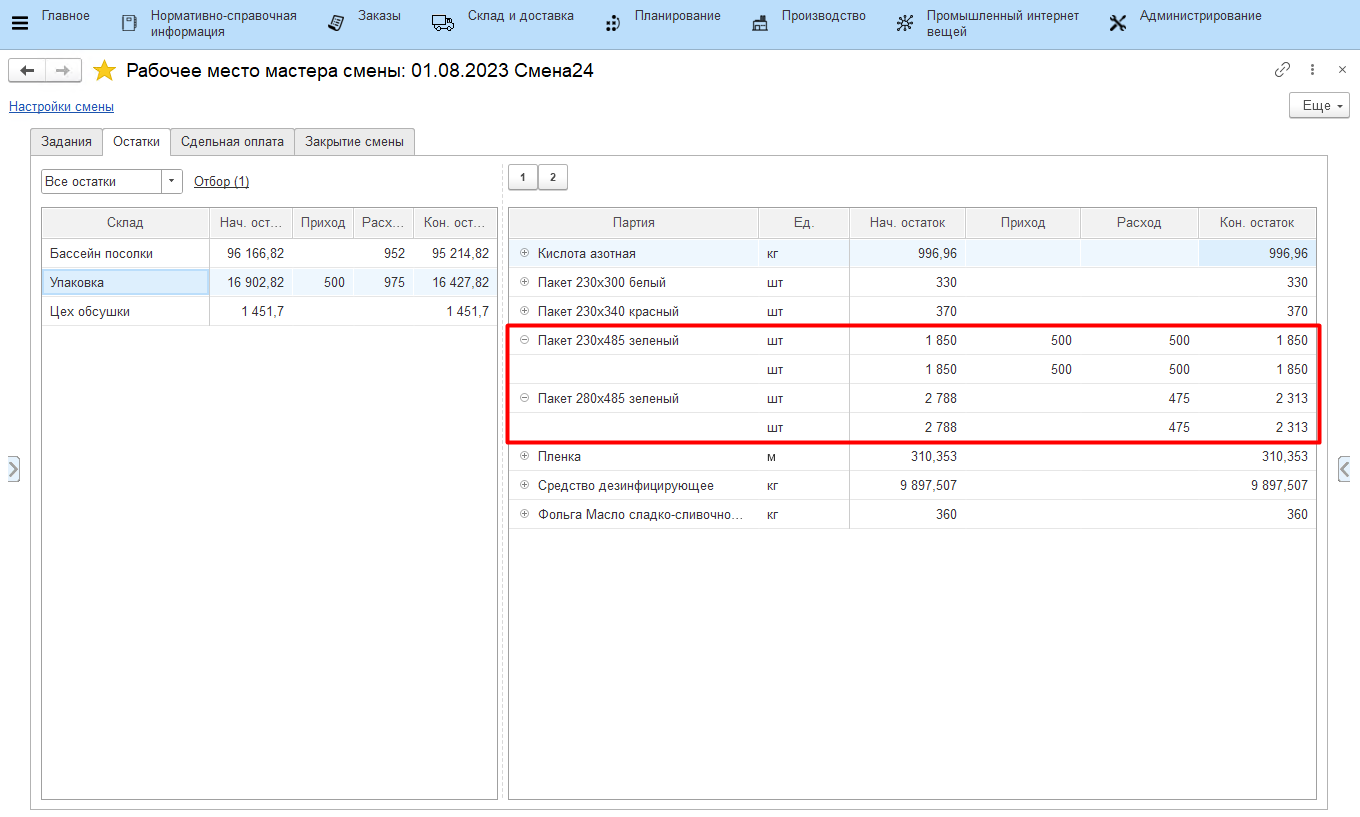 Главное
Нормативно-справочная
информация
Заказы
Склад и доставка
Планирование
Производство
Промышленный интернет
вещей
Администрирование
Рабочее место мастера смены: 01.08.2023 Смена24
Настройки смены
Еще
Задания Остатки Сдельная оплата Закрытие смены
Все остатки Отбор (1)
Склад Нач. ост... Приход Расх... Кон. ост...
Бассейн посолки 96 166,82 952 95 214,82
Упаковка 16 902,82 500 975 16 427,82
Цех обсушки 1 451,7 1 451,7
1 2
Партия Ед. Нач. остаток Приход Расход Кон. остаток
Кислота азотная кг 996,96 996,96
Пакет 230х300 белый шт 330 330
Пакет 230х340 красный шт 370 370
Пакет 230х485 зеленый шт 1 850 500 500 1 850
шт 1 850 500 500 1 850
Пакет 280х485 зеленый шт 2 788 475 2 313
шт 2 788 475 2 313
Пленка м 310,353 310,353
Средство дезинфицирующее кг 9 897,507 9 897,507
Фольга Масло сладко-сливочно... кг 360 360